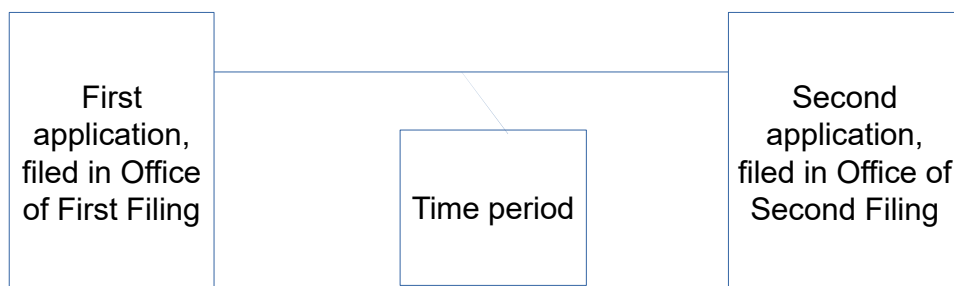 First
application,
filed in Office
of First Filing
Time period
Second
application,
filed in Office of
Second Filing